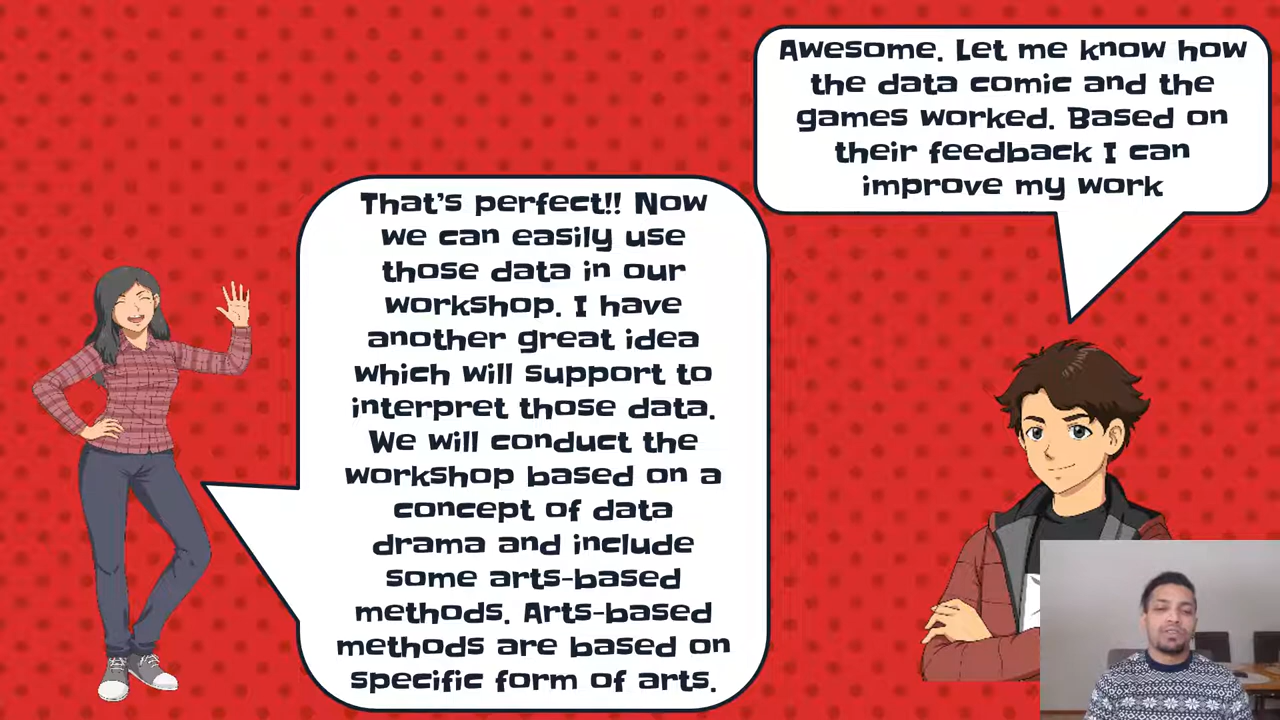 That's perfect!! Now
we can easily use
those data in our
workshop. I have
another great idea
which will support to
interpret those data.
We will conduct the
workshop based on a
concept of data
drama and include
some arts-based
methods. Arts-based
methods are based on
specific form of arts.
Awesome. Let me know how
the data comic and the
games worked. Based on
their feedback I can
improve my work